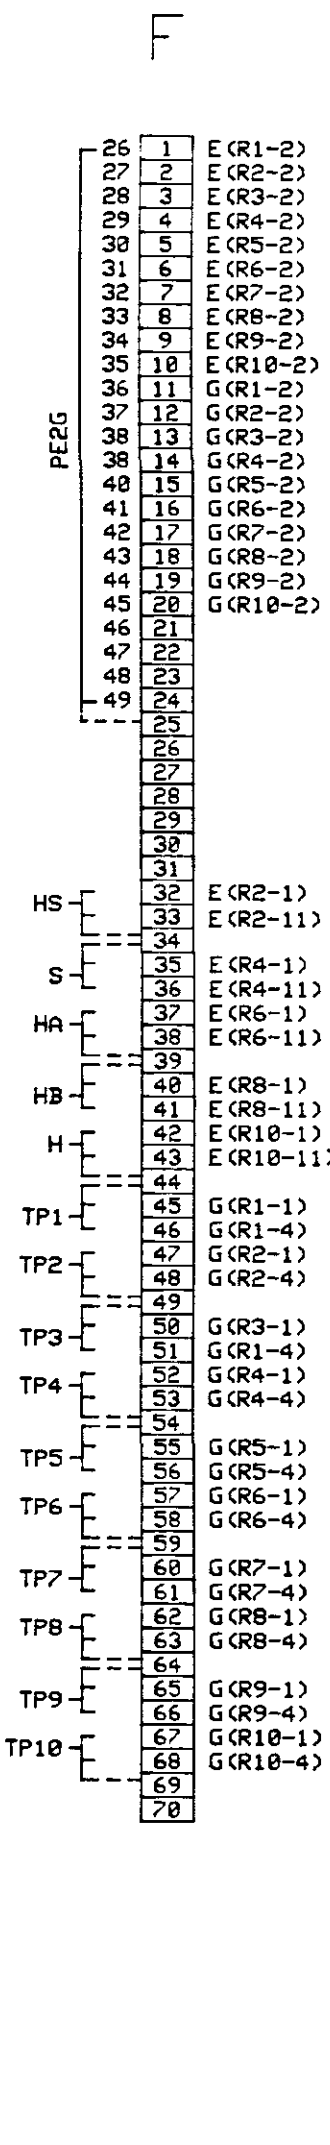 F
26 1 E(R1-2)
27 2 E(R2-2)
28 3 E(R3-2)
29 4 E(R4-2)
30 5 E(R5-2)
31 6 E(R6-2)
32 7 E(R7-2)
33 8 E(R8-2)
34 9 E(R9-2)
35 10 E(R10-2)
36 11 G(R1-2)
37 12 G(R2-2)
PE2G
38 13 G(R3-2)
38 14 G(R4-2)
40 15 G(R5-2)
41 16 G(R6-2)
42 17 G(R7-2)
43 18 G(R8-2)
44 19 G(R9-2)
45 20 G(R10-2)
46 21
47 22
48 23
49 24
25
26
27
28
29
30
31
HS
32 E(R2-1)
33 E(R2-11)
34
S
35 E(R4-1)
36 E(R4-11)
HA
37 E(R6-1)
38 E(R6-11)
39
HB
40 E(R8-1)
41 E(R8-11)
H
42 E(R10-1)
43 E(R10-11)
44
TP1
45 G(R1-1)
46 G(R1-4)
TP2
47 G(R2-1)
48 G(R2-4)
49
TP3
50 G(R3-1)
51 G(R1-4)
TP4
52 G(R4-1)
53 G(R4-4)
54
TP5
55 G(R5-1)
56 G(R5-4)
TP6
57 G(R6-1)
58 G(R6-4)
59
TP7
60 G(R7-1)
61 G(R7-4)
TP8
62 G(R8-1)
63 G(R8-4)
64
TP9
65 G(R9-1)
66 G(R9-4)
TP10
67 G(R10-1)
68 G(R10-4)
69
70